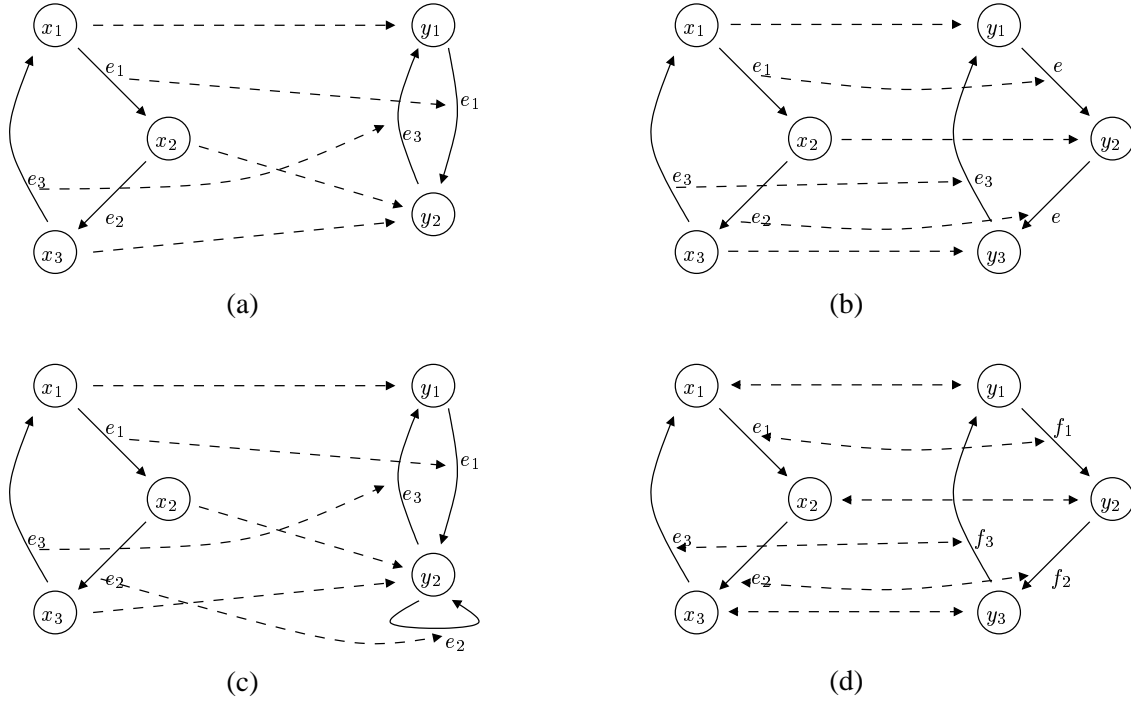 x1 y1 x1 y1
e1 e1 e1 e
x2 e3 x2 y2
e3 y2 e3 e3
e2 e2 e
x3 x3 y3
(a) (b)
x1 y1 x1 y1
e1 e1 e1 f1
x2 e3 x2 y2
e3 e3 f3
e2 y2 e2 f2
x3 x3 y3
e2
(c) (d)